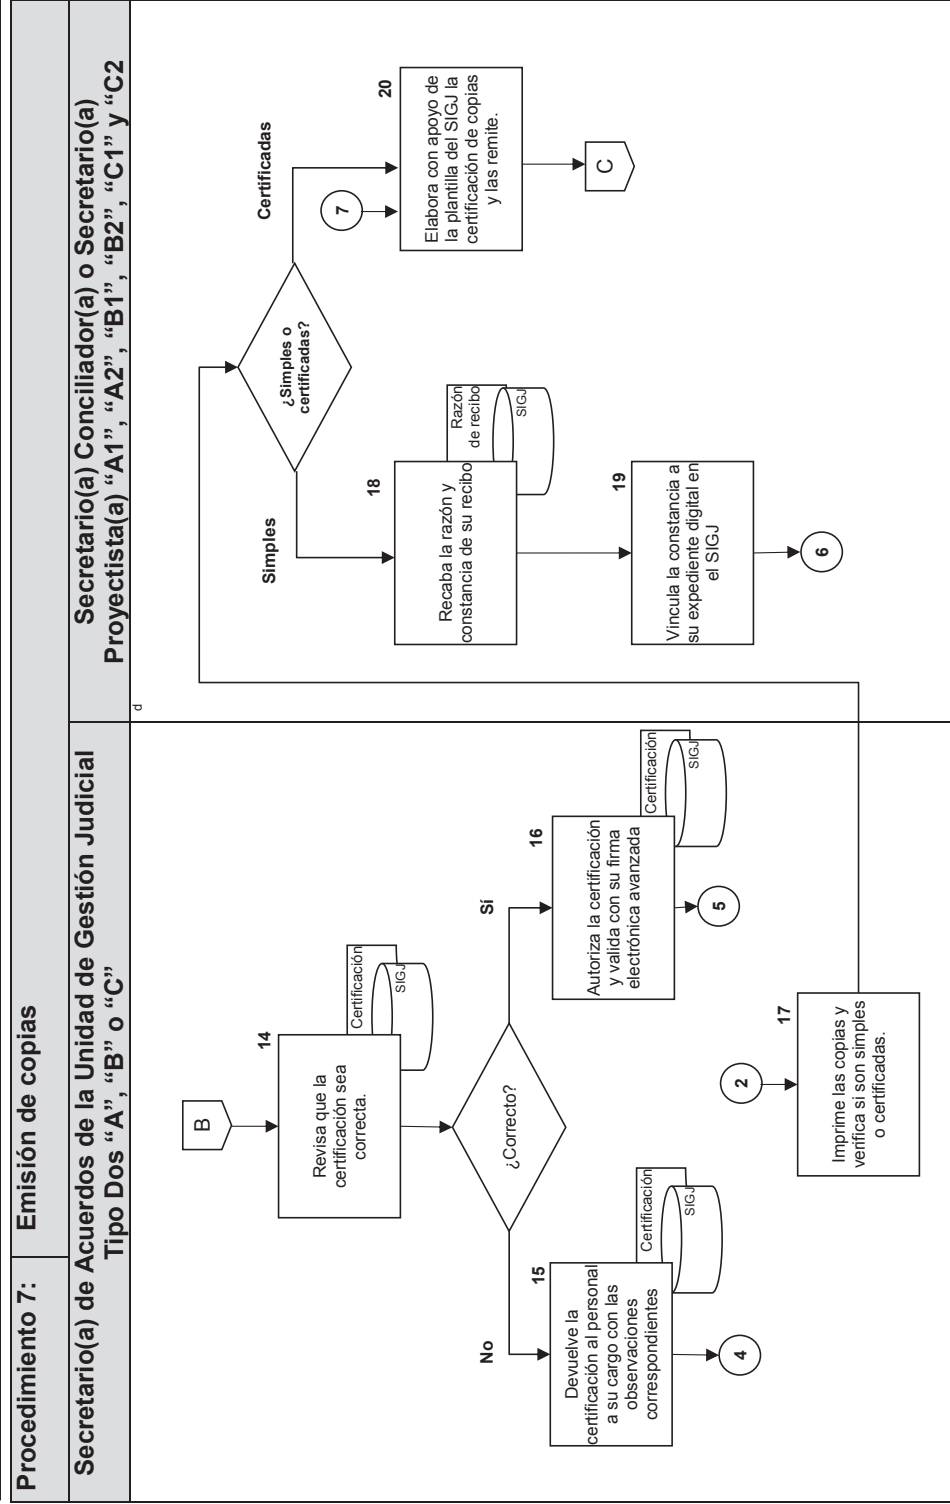 Procedimiento 7:
Emisión de copias
Secretario(a) de Acuerdos de la Unidad de Gestión Judicial
Tipo Dos “A”, “B” o “C”
Secretario(a) Conciliador(a) o Secretario(a)
Proyectista(a) “A1”, “A2”, “B1”, “B2”, “C1” y “C2
d
B
14
Revisa que la
certificación sea
correcta.
Certificación
SIGJ
¿Correcto?
No
Sí
15
Devuelve la
certificación al personal
a su cargo con las
observaciones
correspondientes
Certificación
SIGJ
4
16
Autoriza la certificación
y valida con su firma
electrónica avanzada
Certificación
SIGJ
5
2
17
Imprime las copias y
verifica si son simples
o certificadas.
¿Simples o
certificadas?
Simples
Certificadas
18
Recaba la razón y
constancia de su recibo
Razón
de recibo
SIGJ
19
Vincula la constancia a
su expediente digital en
el SIGJ
6
7
20
Elabora con apoyo de
la plantilla del SIGJ la
certificación de copias
y las remite.
C